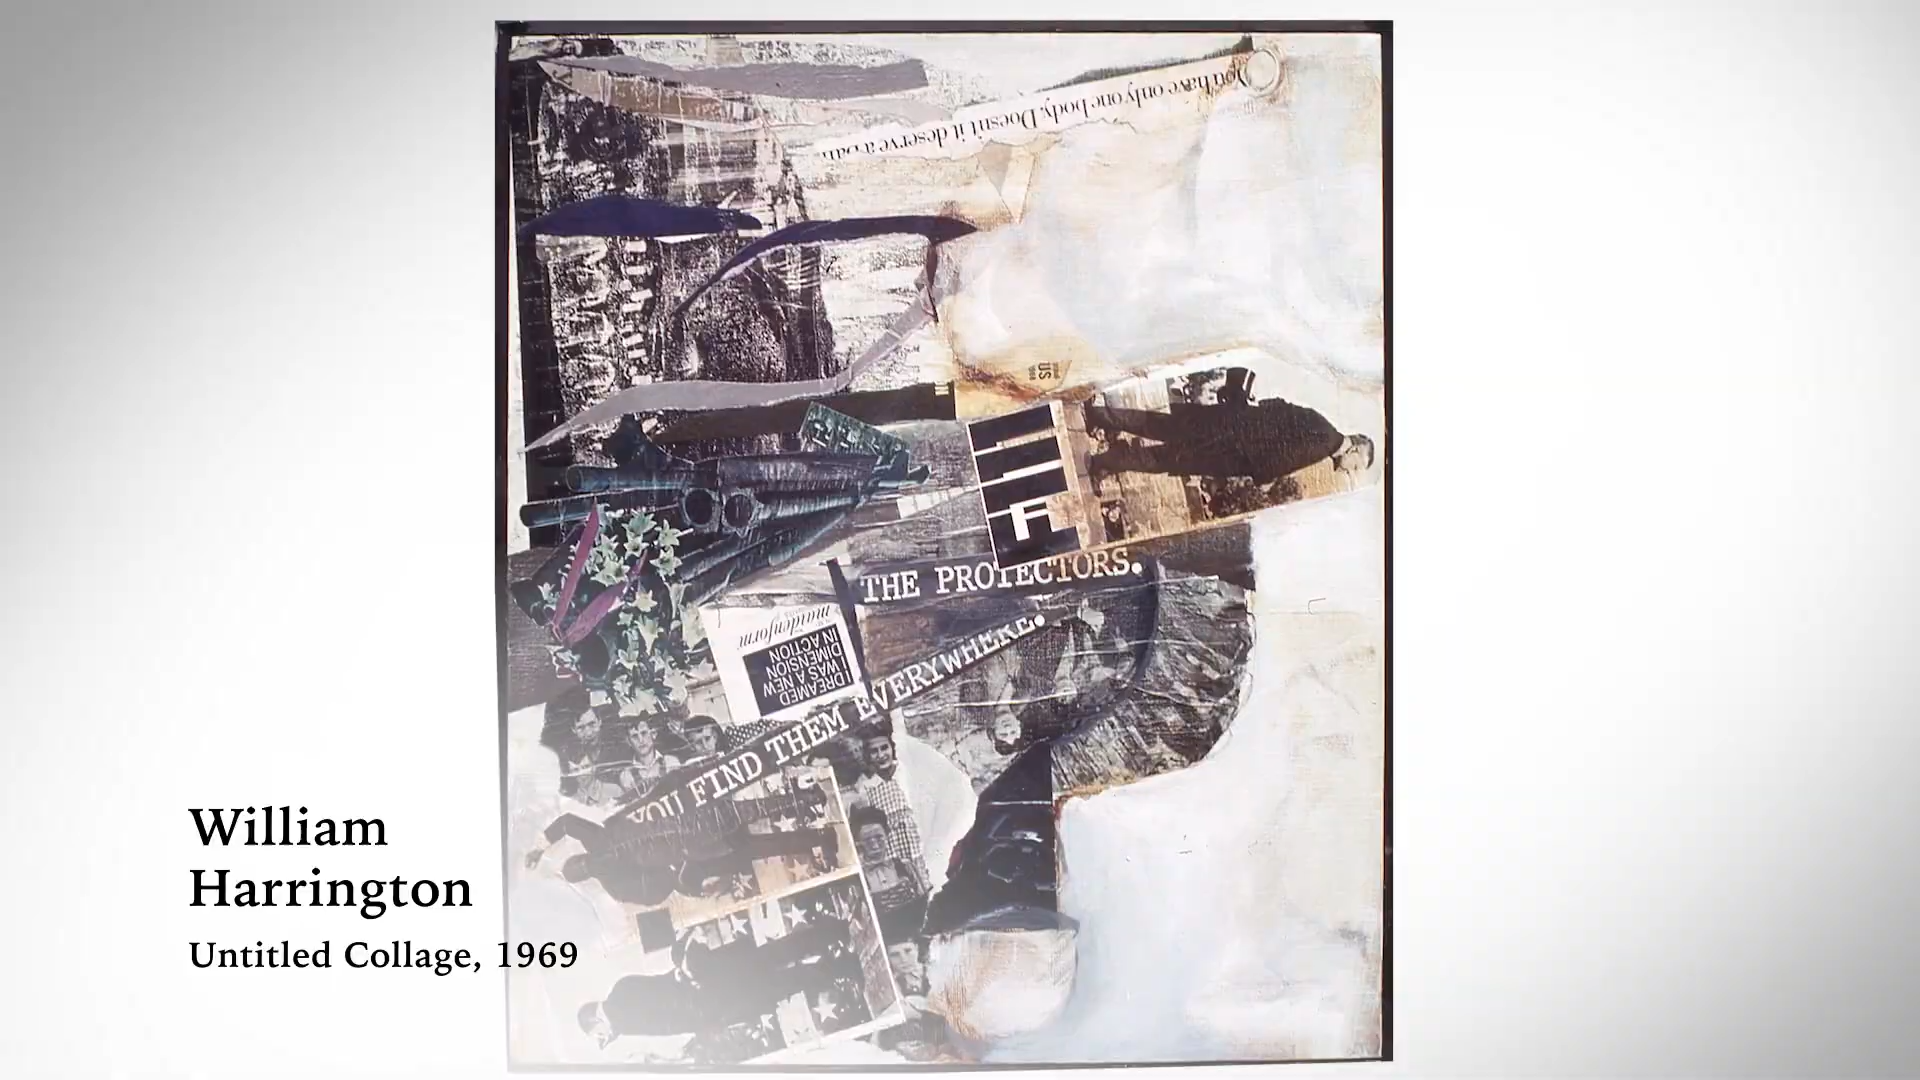 You have only one body. Doesn't it deserve a
US
LIFE
THE PROTECTORS.
maidenform
I DREAMED
I WAS A NEW
DIMENSION
IN ACTION
YOU FIND THEM EVERYWHERE.
William
Harrington
Untitled Collage, 1969